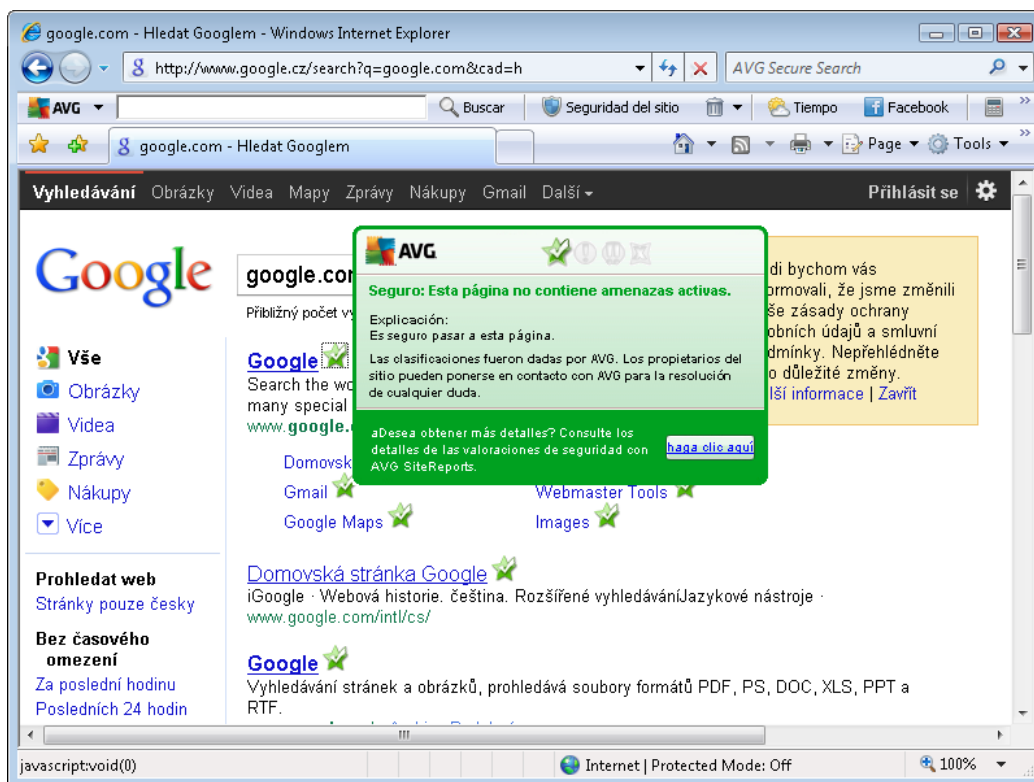 google.com - Hledat Googlem - Windows Internet Explorer
http://www.google.cz/search?q=google.com&cad=h
AVG Secure Search
AVG
Buscar
Seguridad del sitio
Tiempo
Facebook
google.com - Hledat Googlem
Page
Tools
Vyhledávání Obrázky Videa Mapy Zprávy Nákupy Gmail Další
Přihlásit se
Google
google.co
Přibližný počet
AVG
Seguro: Esta página no contiene amenazas activas.
Explicación:
Es seguro pasar a esta página.
Las clasificaciones fueron dadas por AVG. Los propietarios del
sitio pueden ponerse en contacto con AVG para la resolución
de cualquier duda.
aDesea obtener más detalles? Consulte los
detalles de las valoraciones de seguridad con
AVG SiteReports.
haga clic aquí
di bychom vás
ormovali, že jsme změnili
še zásady ochrany
obních údajů a smluvní
dmínky. Nepřehlédněte
o důležité změny.
lší informace | Zavřít
Vše
Obrázky
Videa
Zprávy
Nákupy
Více
Google
Search the wo
many special
www.google.
Domovsk
Gmail
Webmaster Tools
Google Maps
Images
Prohledat web
Stránky pouze česky
Bez časového
omezení
Za poslední hodinu
Posledních 24 hodin
Domovská stránka Google
iGoogle · Webová historie. čeština. Rozšířené vyhledáváníJazykové nástroje ·
www.google.com/intl/cs/
Google
Vyhledávání stránek a obrázků, prohledává soubory formátů PDF, PS, DOC, XLS, PPT a
RTF.
javascript:void(0)
Internet | Protected Mode: Off
100%